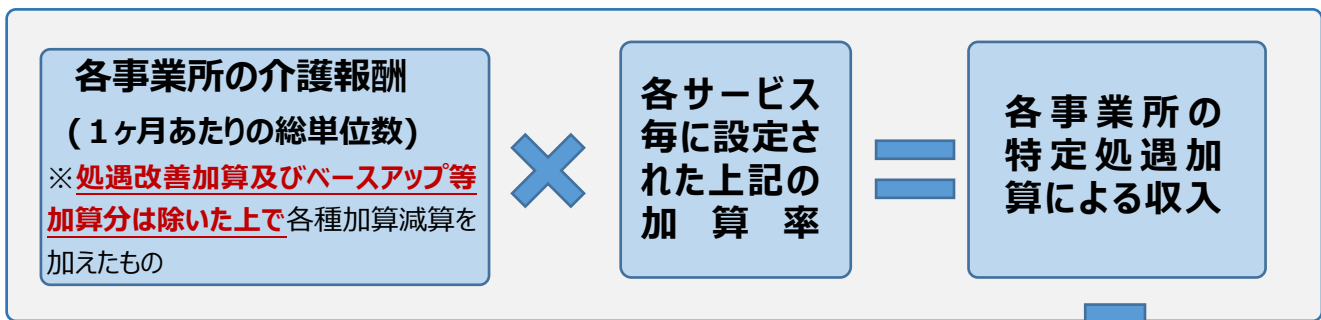 各事業所の介護報酬
(１ヶ月あたりの総単位数)
※処遇改善加算及びベースアップ等
加算分は除いた上で各種加算減算を
加えたもの
各サービス
毎に設定さ
れた上記の
加算率
各事業所の
特定処遇加
算による収入